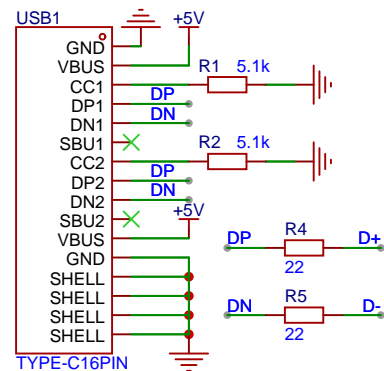 USB1
+5V
GND
VBUS
CC1
R1 5.1k
DP1 DP
DN1 DN
SBU1
CC2
R2 5.1k
DP2 DP
DN2 DN
SBU2
+5V
VBUS
GND
SHELL
SHELL
SHELL
SHELL
TYPE-C16PIN
DP R4 D+
22
DN R5 D-
22